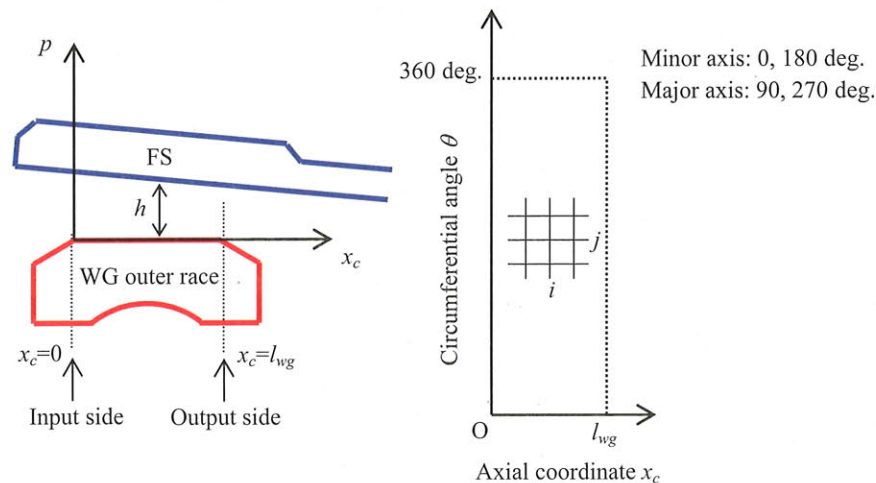 p
FS
h
x_c
WG outer race
x_c=0
x_c=l_wg
Input side
Output side
Circumferential angle θ
360 deg.
j
i
O
l_wg
Axial coordinate x_c
Minor axis: 0, 180 deg.
Major axis: 90, 270 deg.